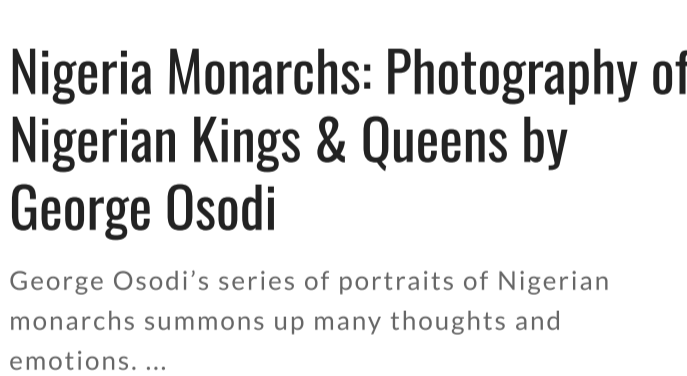 Nigeria Monarchs: Photography of
Nigerian Kings & Queens by
George Osodi
George Osodi’s series of portraits of Nigerian
monarchs summons up many thoughts and
emotions. ...